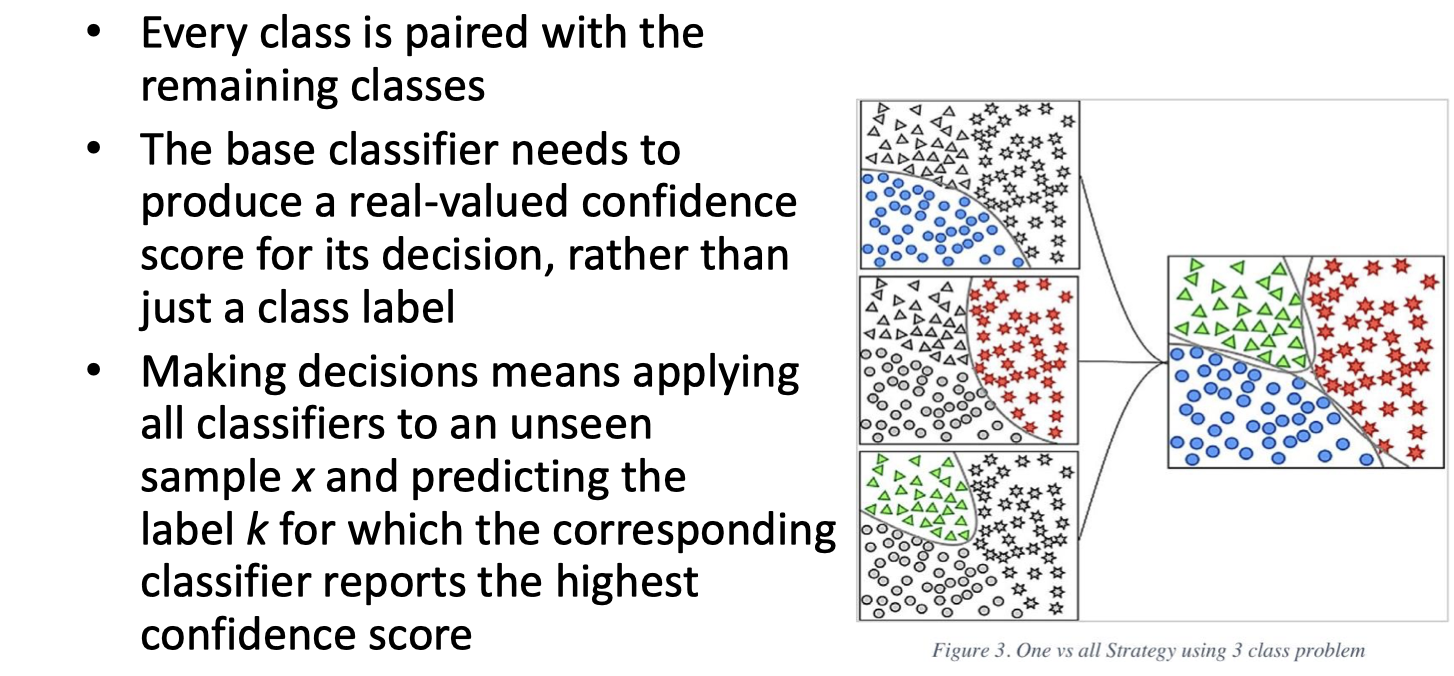 • Every class is paired with the
remaining classes
• The base classifier needs to
produce a real-valued confidence
score for its decision, rather than
just a class label
• Making decisions means applying
all classifiers to an unseen
sample x and predicting the
label k for which the corresponding
classifier reports the highest
confidence score
Figure 3. One vs all Strategy using 3 class problem